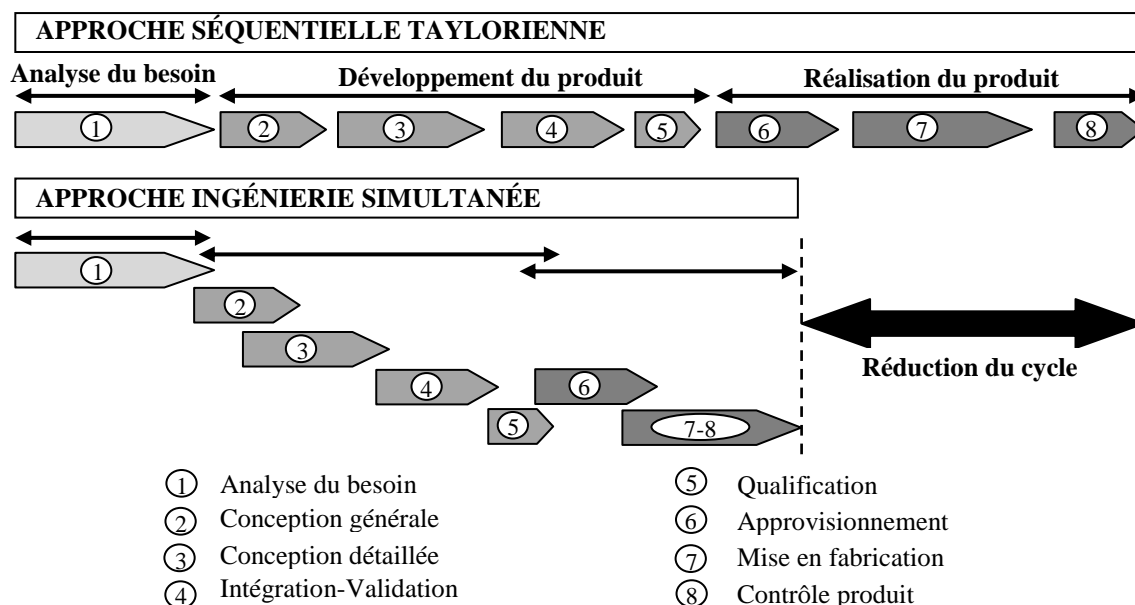 APPROCHE SÉQUENTIELLE TAYLORIENNE
Analyse du besoin Développement du produit Réalisation du produit
1 2 3 4 5 6 7 8
APPROCHE INGÉNIERIE SIMULTANÉE
1
2
3
Réduction du cycle
4 6
5 7-8
1 Analyse du besoin
2 Conception générale
3 Conception détaillée
4 Intégration-Validation
5 Qualification
6 Approvisionnement
7 Mise en fabrication
8 Contrôle produit